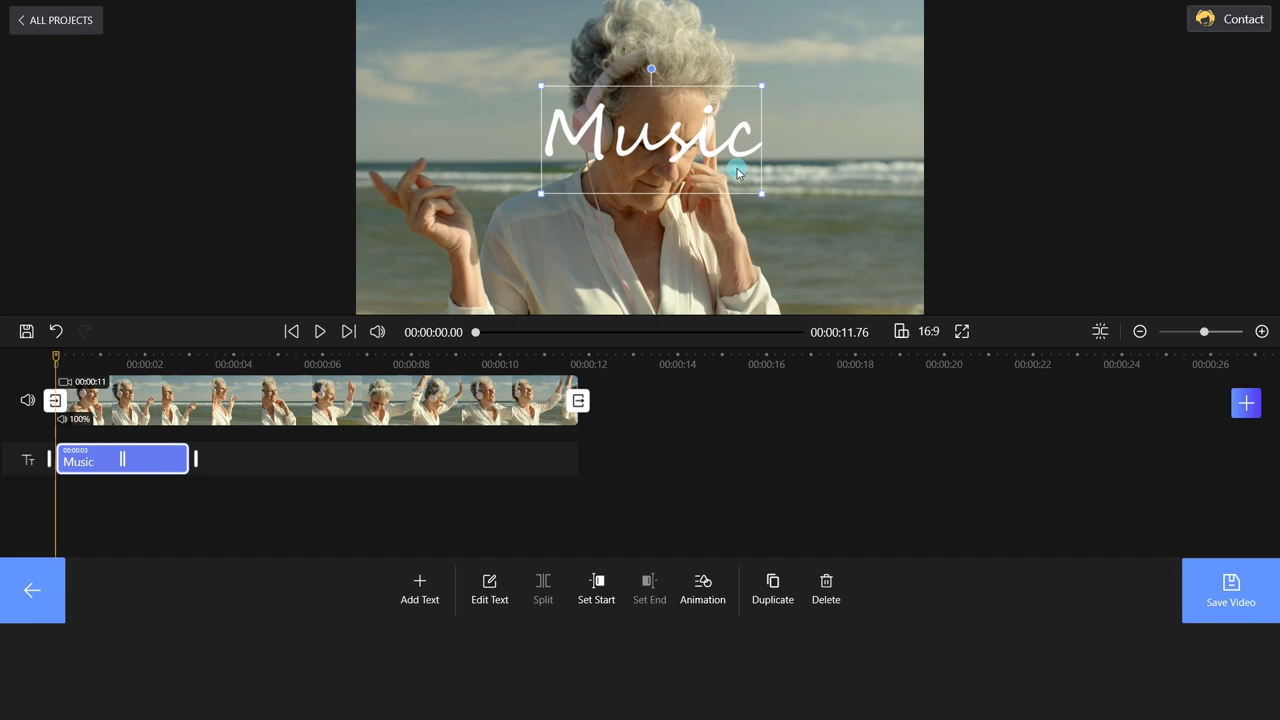 ALL PROJECTS
Contact
Music
00:00:00.00
00:00:11.76
16:9
0
00:00:02
00:00:04
00:00:06
00:00:08
00:00:10
00:00:12
00:00:14
00:00:16
00:00:18
00:00:20
00:00:22
00:00:24
00:00:26
00:00:11
100%
Tт
00:00:03
Music
Add Text
Edit Text
Split
Set Start
Set End
Animation
Duplicate
Delete
Save Video